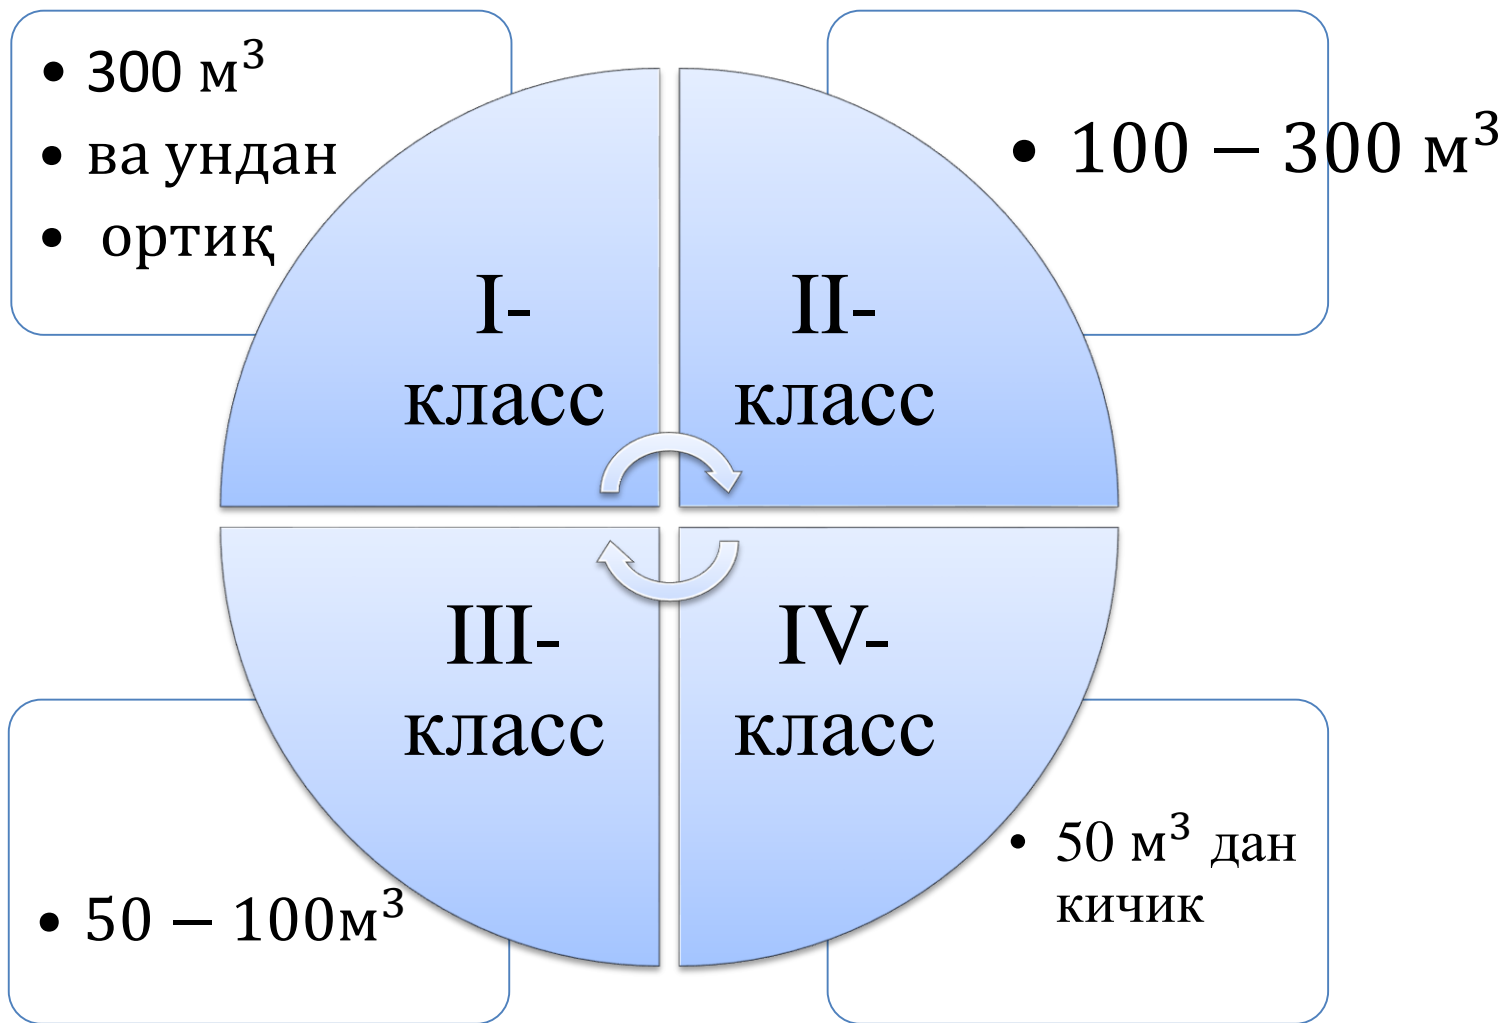 • 300 м³
• ва ундан
• ортиқ
• 100 − 300 м³
I-
класс
II-
класс
III-
класс
IV-
класс
• 50 − 100м³
• 50 м³ дан
кичик